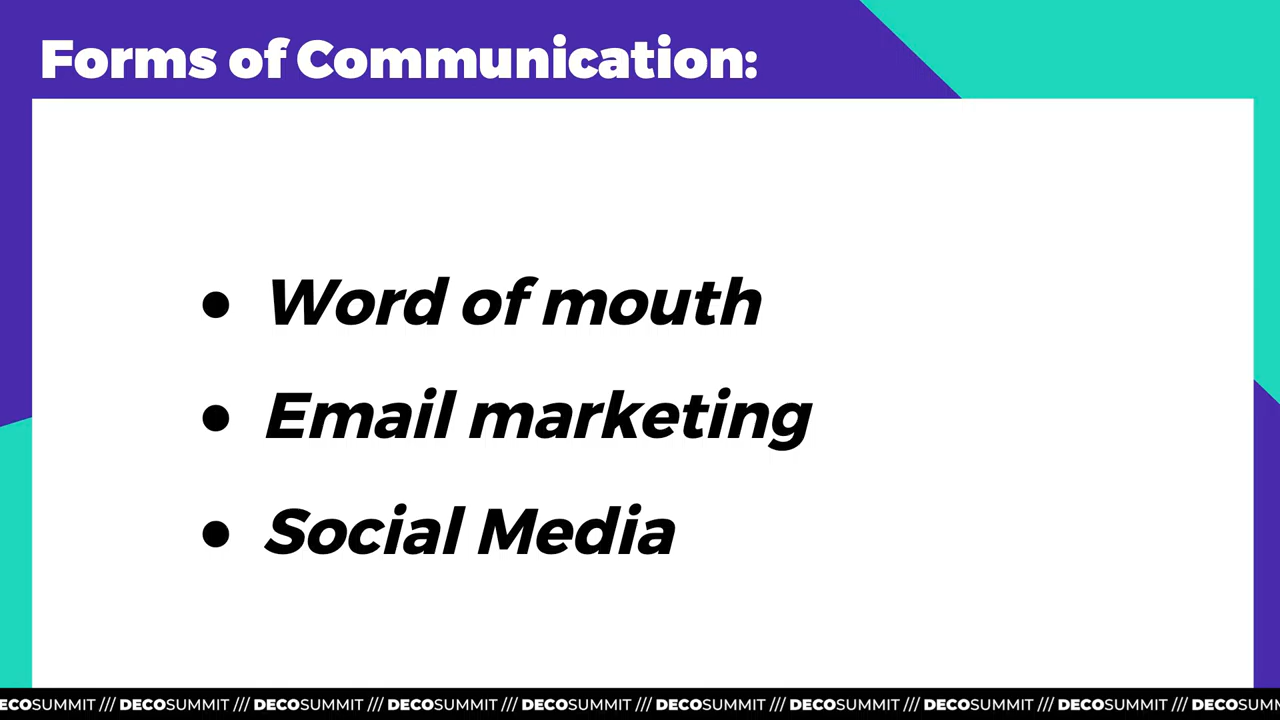 Forms of Communication:
● Word of mouth
● Email marketing
● Social Media
ECOSUMMIT /// DECOSUMMIT /// DECOSUMMIT /// DECOSUMMIT /// DECOSUMMIT /// DECOSUMMIT /// DECOSUMMIT /// DECOSUMMIT /// DECOSUMMIT /// DECOSUM